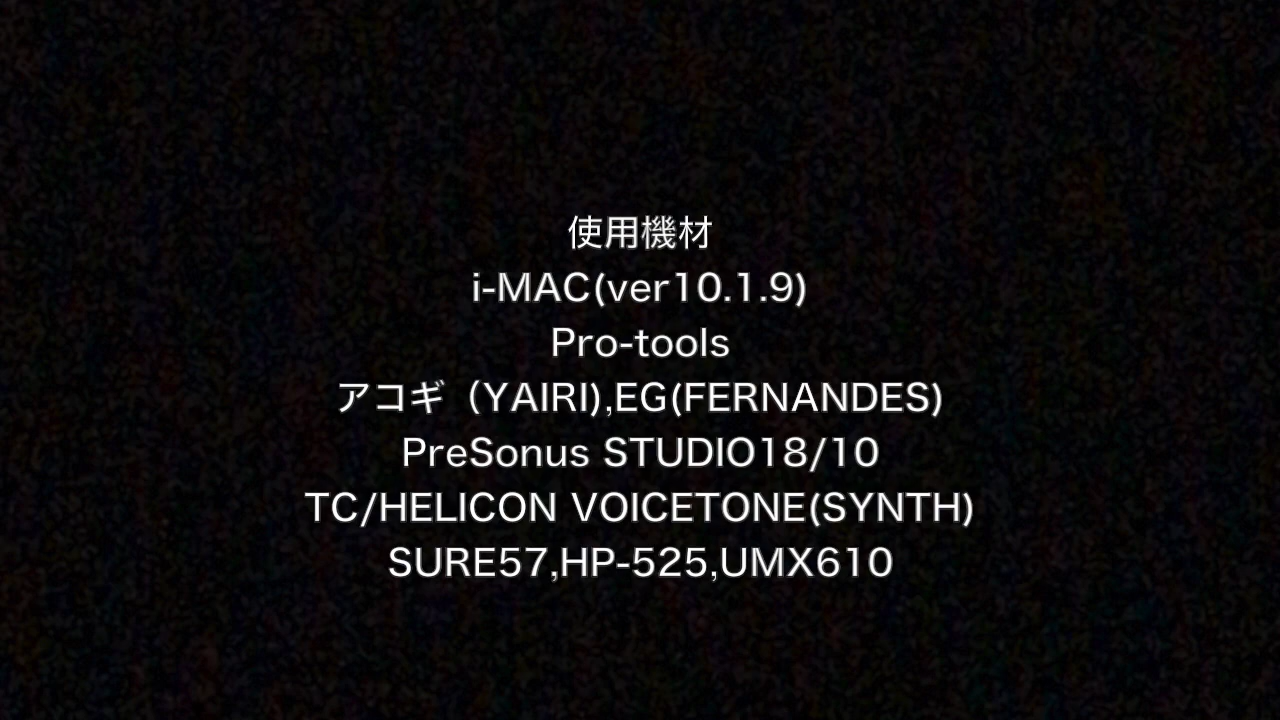 使用機材
i-MAC(ver10.1.9)
Pro-tools
アコギ（YAIRI),EG(FERNANDES)
PreSonus STUDIO18/10
TC/HELICON VOICETONE(SYNTH)
SURE57,HP-525,UMX610